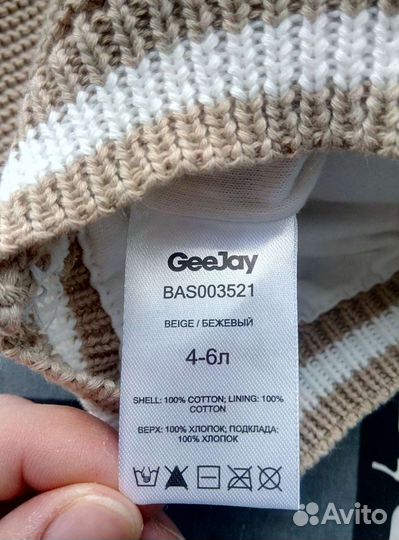 GeeJay
BAS003521
BEIGE / БЕЖЕВЫЙ
4-6л
SHELL: 100% COTTON; LINING: 100%
COTTON
ВЕРХ: 100% ХЛОПОК; ПОДКЛАДА:
100% ХЛОПОК
Avito